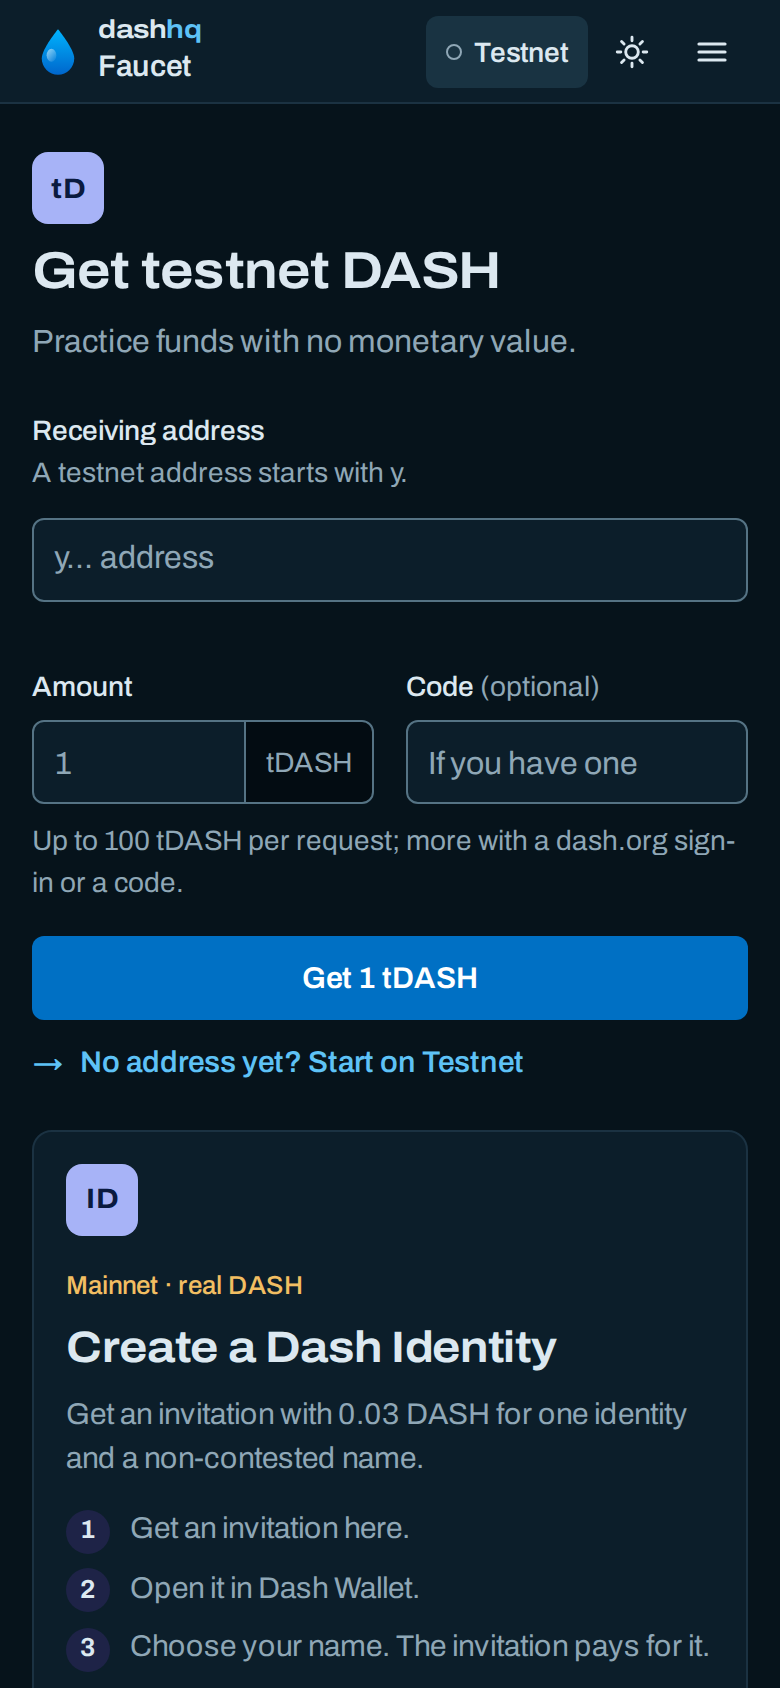 dashhq
Faucet
Testnet
tD
Get testnet DASH
Practice funds with no monetary value.
Receiving address
A testnet address starts with y.
y... address
Amount
Code (optional)
1
tDASH
If you have one
Up to 100 tDASH per request; more with a dash.org sign-
in or a code.
Get 1 tDASH
→ No address yet? Start on Testnet
ID
Mainnet · real DASH
Create a Dash Identity
Get an invitation with 0.03 DASH for one identity
and a non-contested name.
1 Get an invitation here.
2 Open it in Dash Wallet.
3 Choose your name. The invitation pays for it.